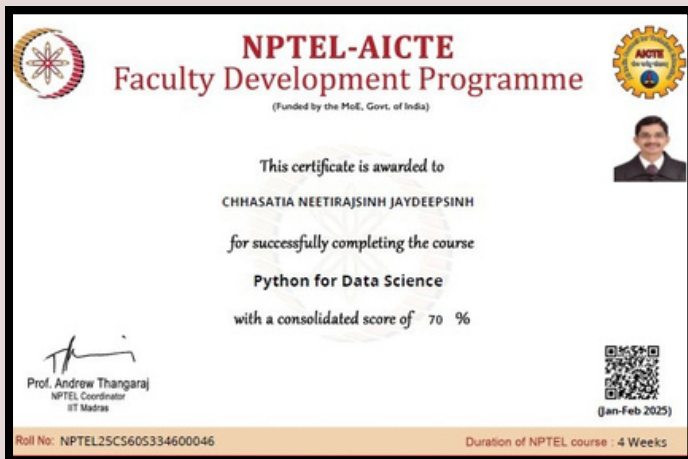 NPTEL-AICTE
Faculty Development Programme
(Funded by the MoE, Govt. of India)
AICTE
This certificate is awarded to
CHHASATIA NEETIRAJSINH JAYDEEPSINH
for successfully completing the course
Python for Data Science
with a consolidated score of 70 %
Prof. Andrew Thangaraj
NPTEL Coordinator
IIT Madras
(Jan-Feb 2025)
Roll No: NPTEL25CS60S334600046
Duration of NPTEL course : 4 Weeks